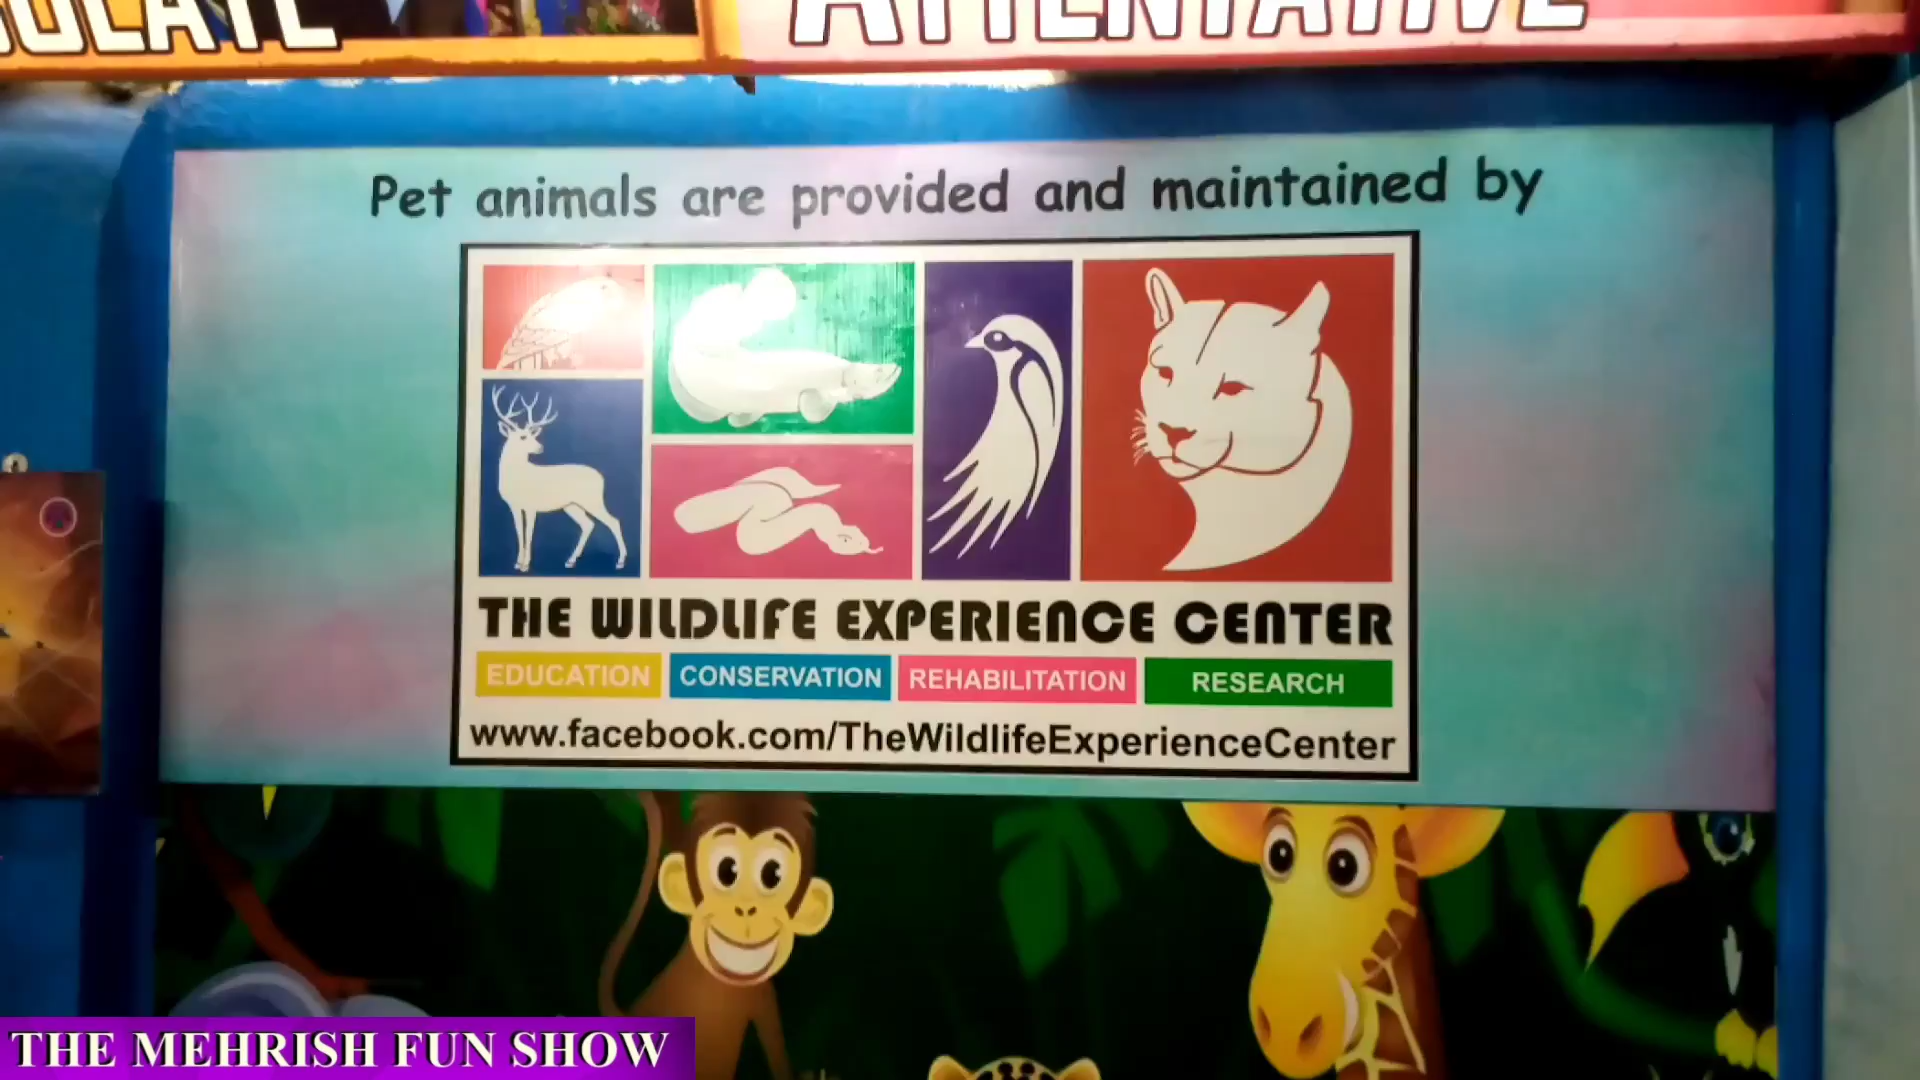 ATTENTATIVE
Pet animals are provided and maintained by
THE WILDLIFE EXPERIENCE CENTER
EDUCATION CONSERVATION REHABILITATION RESEARCH
www.facebook.com/TheWildlifeExperienceCenter
THE MEHRISH FUN SHOW